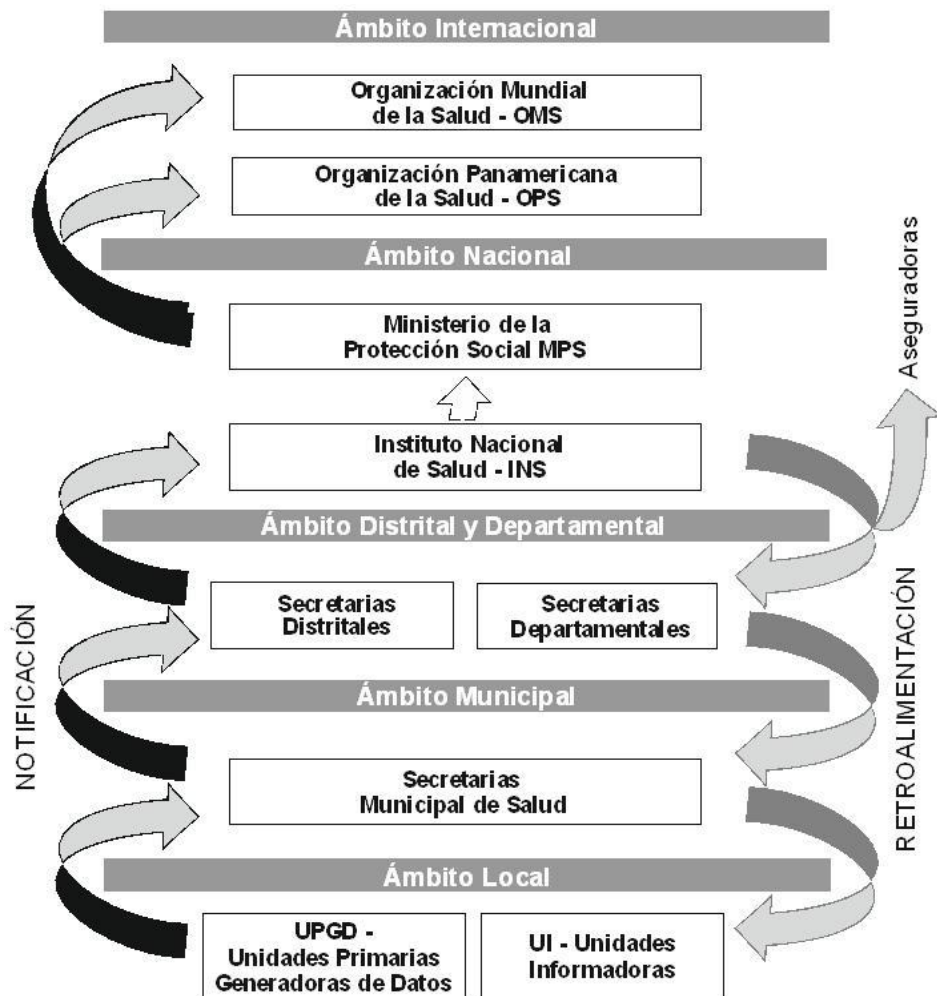 Ámbito Internacional
Organización Mundial
de la Salud - OMS
Organización Panamericana
de la Salud - OPS
Ámbito Nacional
Ministerio de la
Protección Social MPS
Aseguradoras
Instituto Nacional
de Salud - INS
Ámbito Distrital y Departamental
Secretarias
Distritales
Secretarias
Departamentales
NOTIFICACIÓN
RETROALIMENTACIÓN
Ámbito Municipal
Secretarias
Municipal de Salud
Ámbito Local
UPGD -
Unidades Primarias
Generadoras de Datos
UI - Unidades
Informadoras